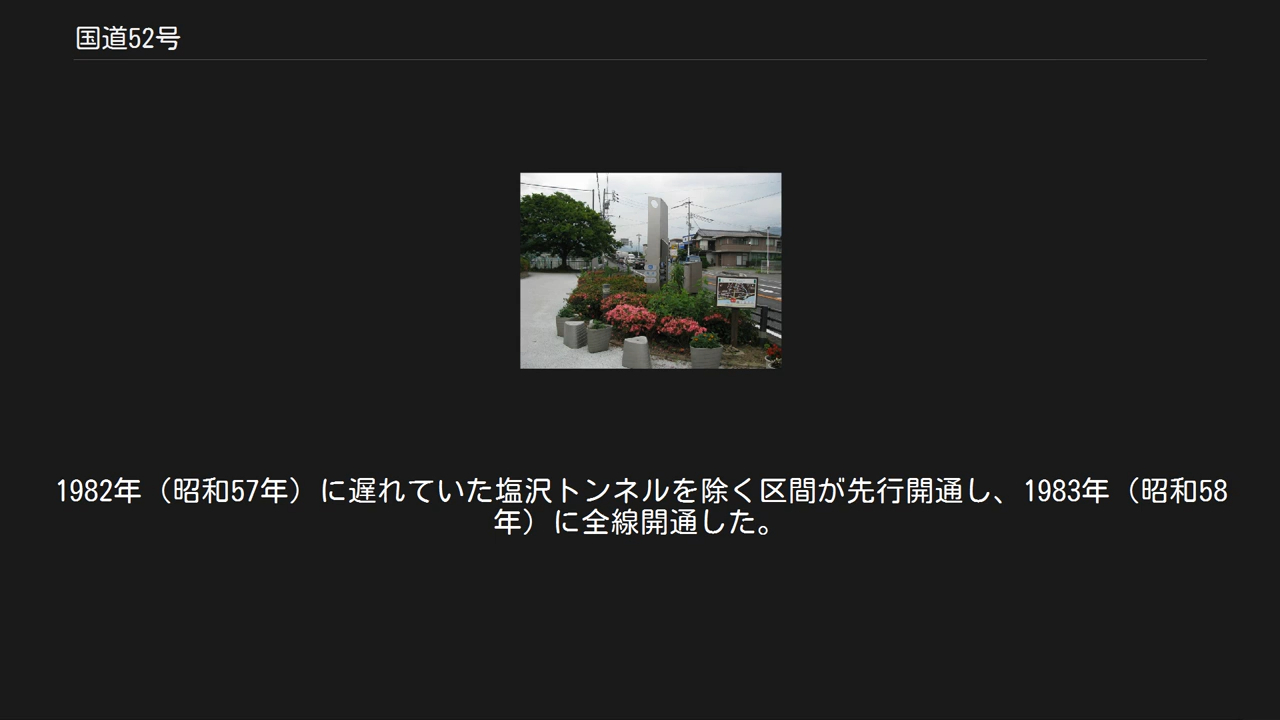 国道52号
1982年（昭和57年）に遅れていた塩沢トンネルを除く区間が先行開通し、1983年（昭和58
年）に全線開通した。